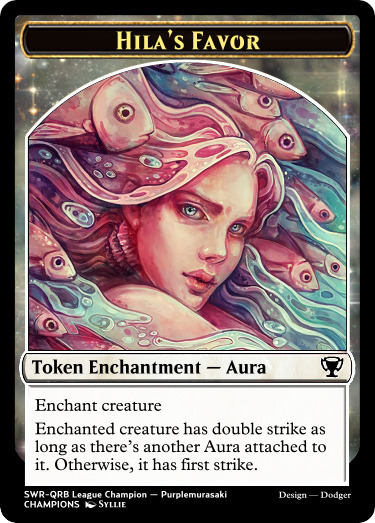 Hila's Favor
Token Enchantment — Aura
Enchant creature
Enchanted creature has double strike as
long as there's another Aura attached to
it. Otherwise, it has first strike.
SWR-QRB League Champion — Purplemurasaki
Design — Dodger
CHAMPIONS Syllie